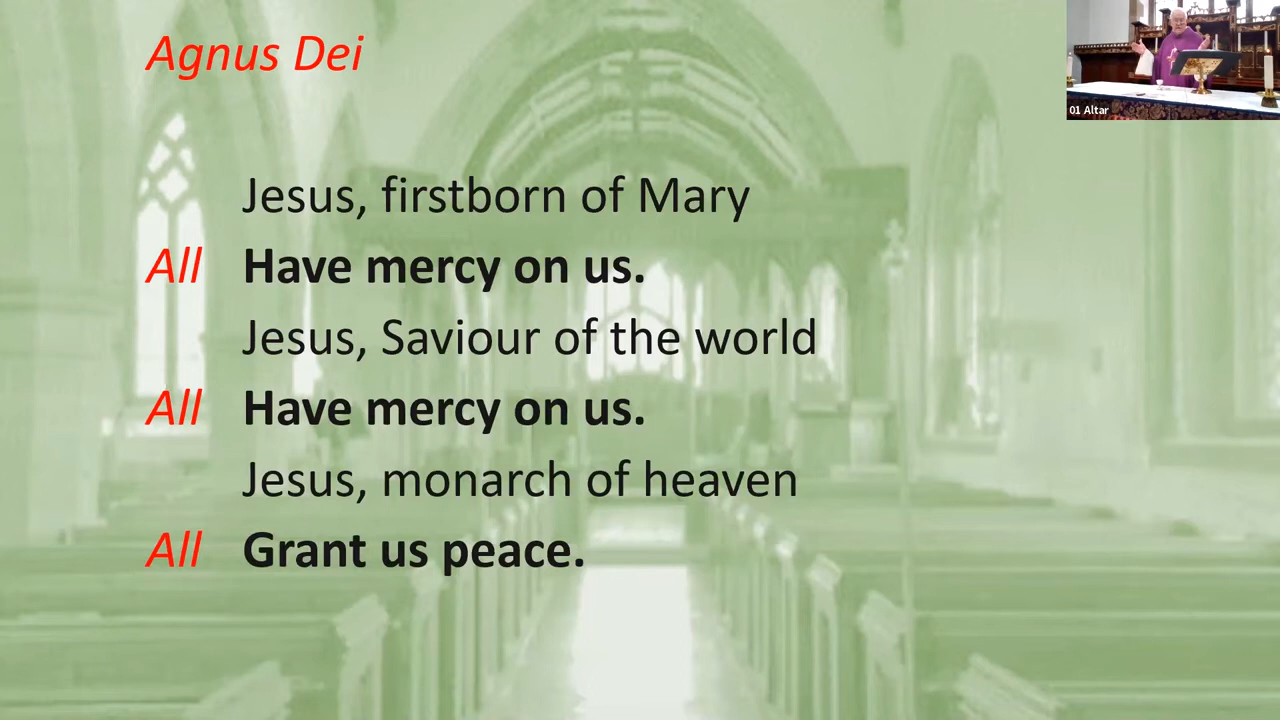 Agnus Dei
01 Altar
Jesus, firstborn of Mary
All Have mercy on us.
Jesus, Saviour of the world
All Have mercy on us.
Jesus, monarch of heaven
All Grant us peace.